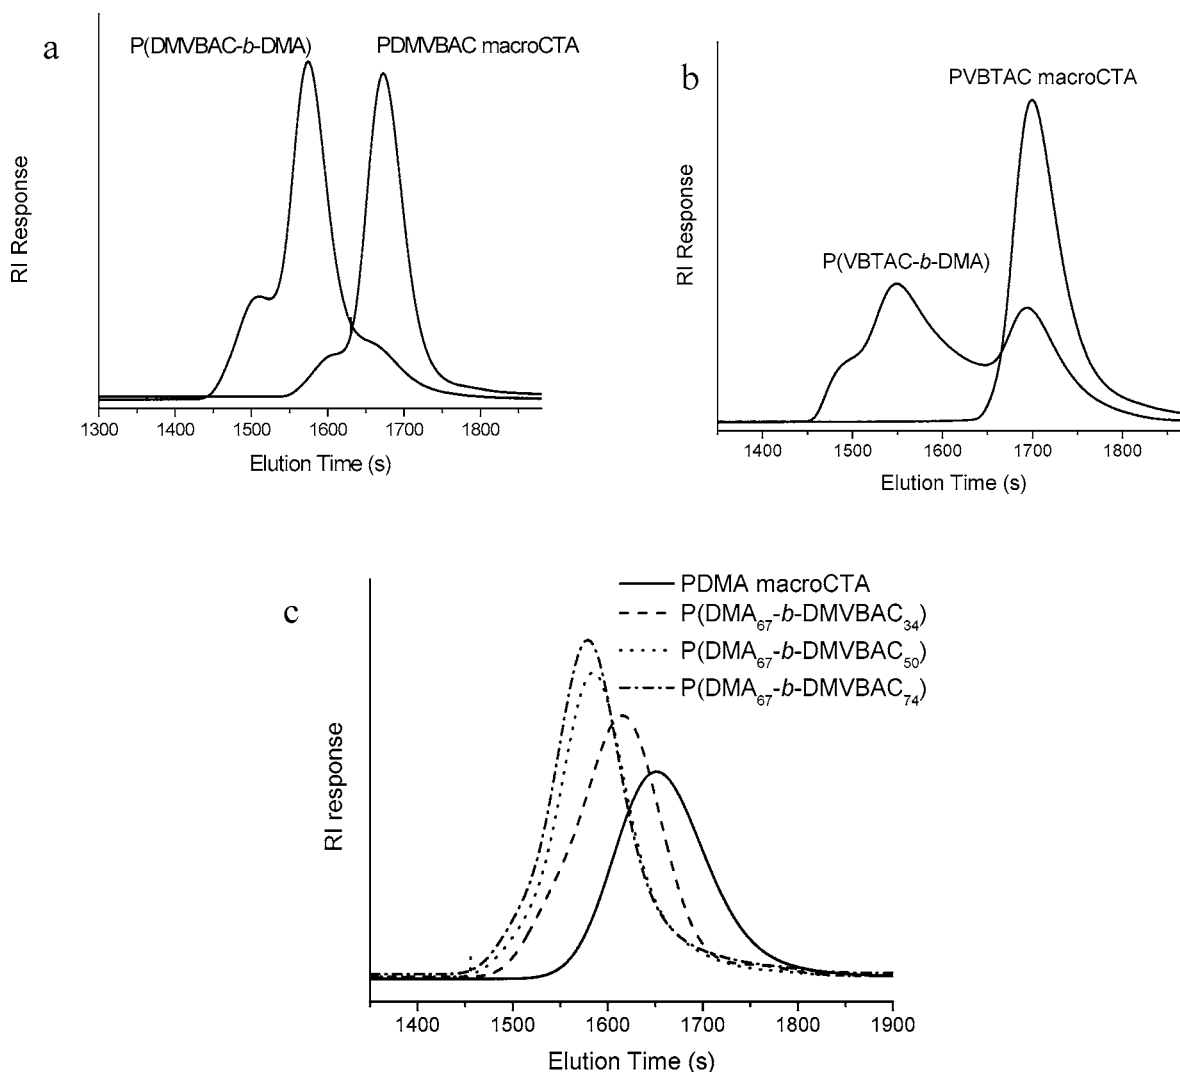 a
P(DMVBAC-b-DMA) PDMVBAC macroCTA
RI Response
1300 1400 1500 1600 1700 1800
Elution Time (s)
b
PVBTAC macroCTA
P(VBTAC-b-DMA)
RI Response
1400 1500 1600 1700 1800
Elution Time (s)
c
PDMA macroCTA
P(DMA67-b-DMVBAC34)
P(DMA67-b-DMVBAC50)
P(DMA67-b-DMVBAC74)
RI response
1400 1500 1600 1700 1800 1900
Elution Time (s)